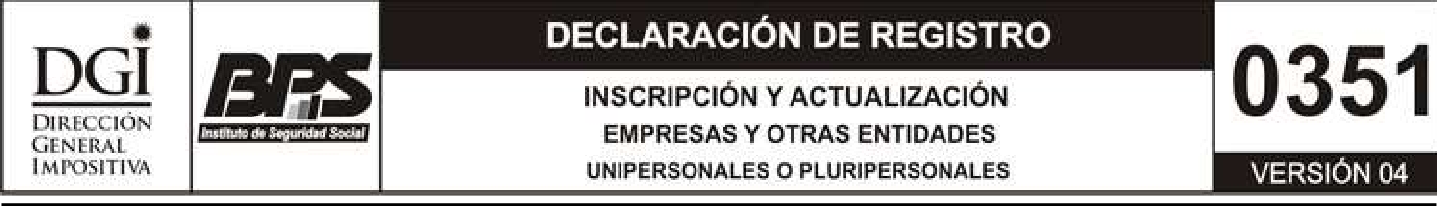 DGI
DIRECCIÓN
GENERAL
IMPOSITIVA
BPS
Instituto de Seguridad Social
DECLARACIÓN DE REGISTRO
INSCRIPCIÓN Y ACTUALIZACIÓN
EMPRESAS Y OTRAS ENTIDADES
UNIPERSONALES O PLURIPERSONALES
0351
VERSIÓN 04